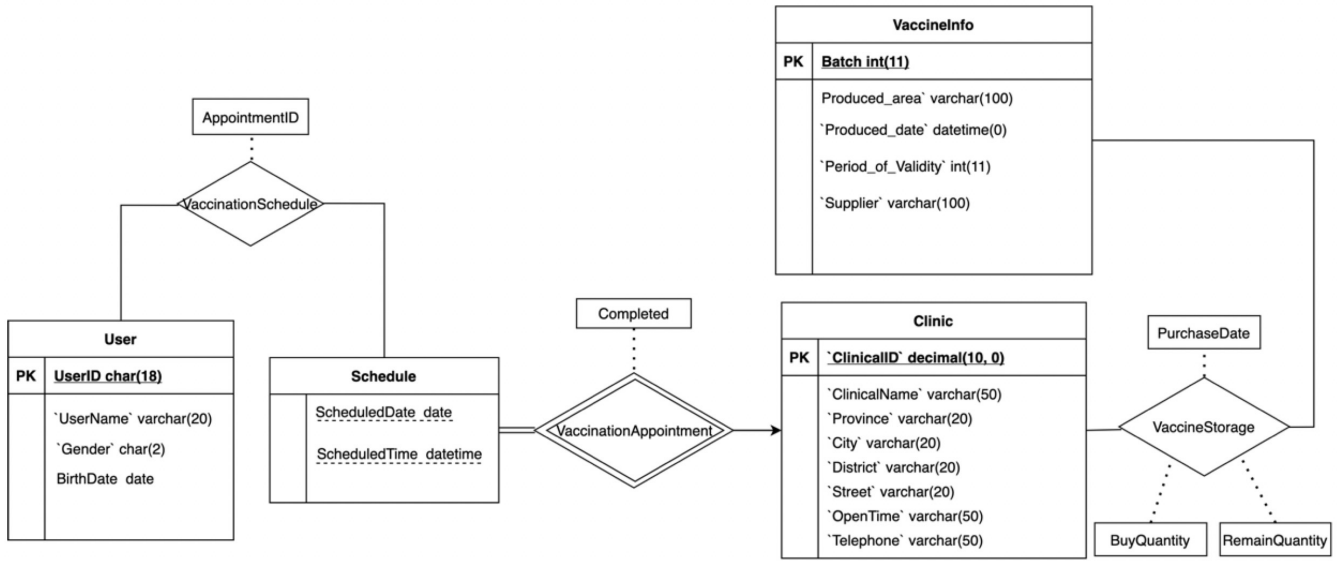 VaccineInfo
PK Batch int(11)
Produced_area` varchar(100)
`Produced_date` datetime(0)
`Period_of_Validity` int(11)
`Supplier` varchar(100)
AppointmentID
VaccinationSchedule
User
PK UserID char(18)
`UserName` varchar(20)
`Gender` char(2)
BirthDate date
Schedule
ScheduledDate date
ScheduledTime datetime
Completed
VaccinationAppointment
Clinic
PK `ClinicalID` decimal(10, 0)
`ClinicalName` varchar(50)
`Province` varchar(20)
`City` varchar(20)
`District` varchar(20)
`Street` varchar(20)
`OpenTime` varchar(50)
`Telephone` varchar(50)
PurchaseDate
VaccineStorage
BuyQuantity
RemainQuantity